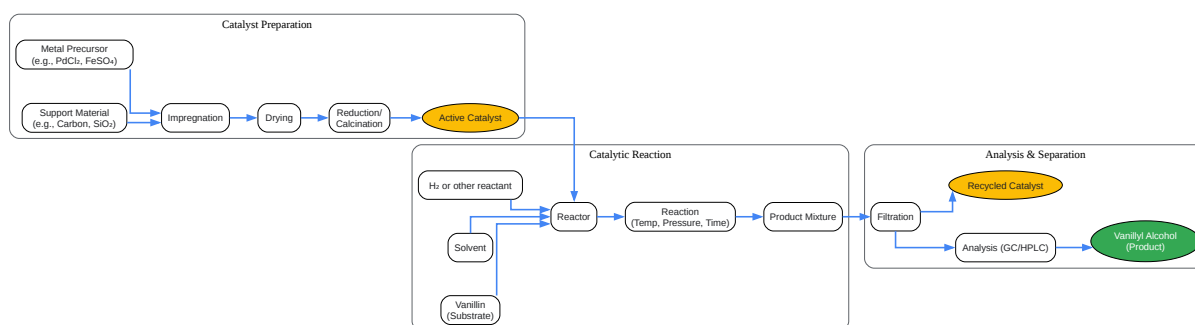 Catalyst Preparation
Metal Precursor
(e.g., PdCl₂, FeSO₄)
Support Material
(e.g., Carbon, SiO₂)
Impregnation
Drying
Reduction/
Calcination
Active Catalyst
Catalytic Reaction
H₂ or other reactant
Solvent
Vanillin
(Substrate)
Reactor
Reaction
(Temp, Pressure, Time)
Product Mixture
Analysis & Separation
Filtration
Recycled Catalyst
Analysis (GC/HPLC)
Vanillyl Alcohol
(Product)